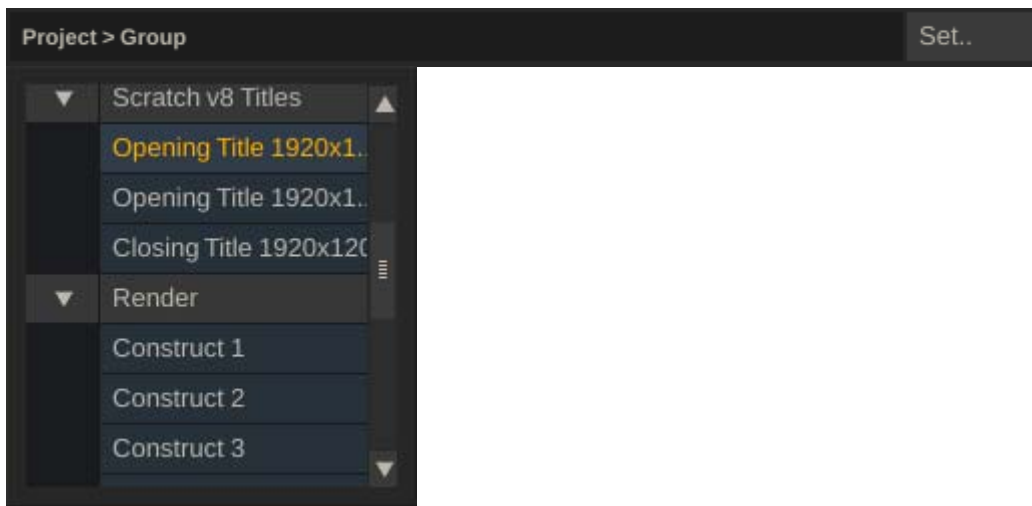 Project > Group
Set..
Scratch v8 Titles
Opening Title 1920x1..
Opening Title 1920x1..
Closing Title 1920x120
Render
Construct 1
Construct 2
Construct 3